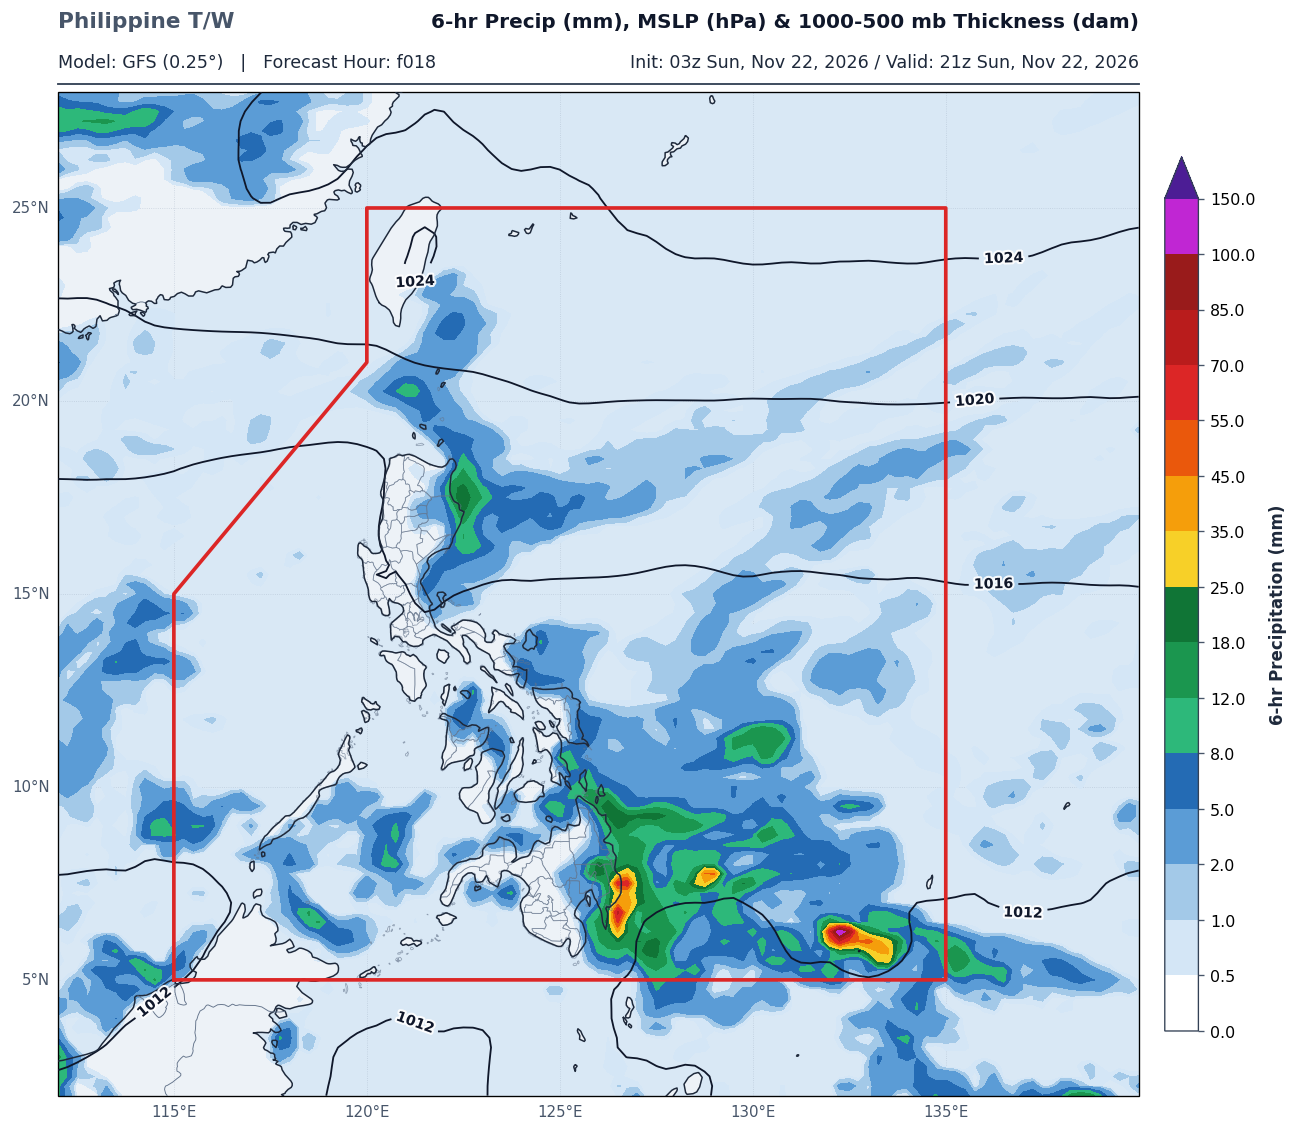 Philippine T/W
6-hr Precip (mm), MSLP (hPa) & 1000-500 mb Thickness (dam)
Model: GFS (0.25°) | Forecast Hour: f018
Init: 03z Sun, Nov 22, 2026 / Valid: 21z Sun, Nov 22, 2026
25°N
20°N
15°N
10°N
5°N
115°E
120°E
125°E
130°E
135°E
1024
1024
1020
1016
1012
1012
1012
150.0
100.0
85.0
70.0
55.0
45.0
35.0
25.0
18.0
12.0
8.0
5.0
2.0
1.0
0.5
0.0
6-hr Precipitation (mm)